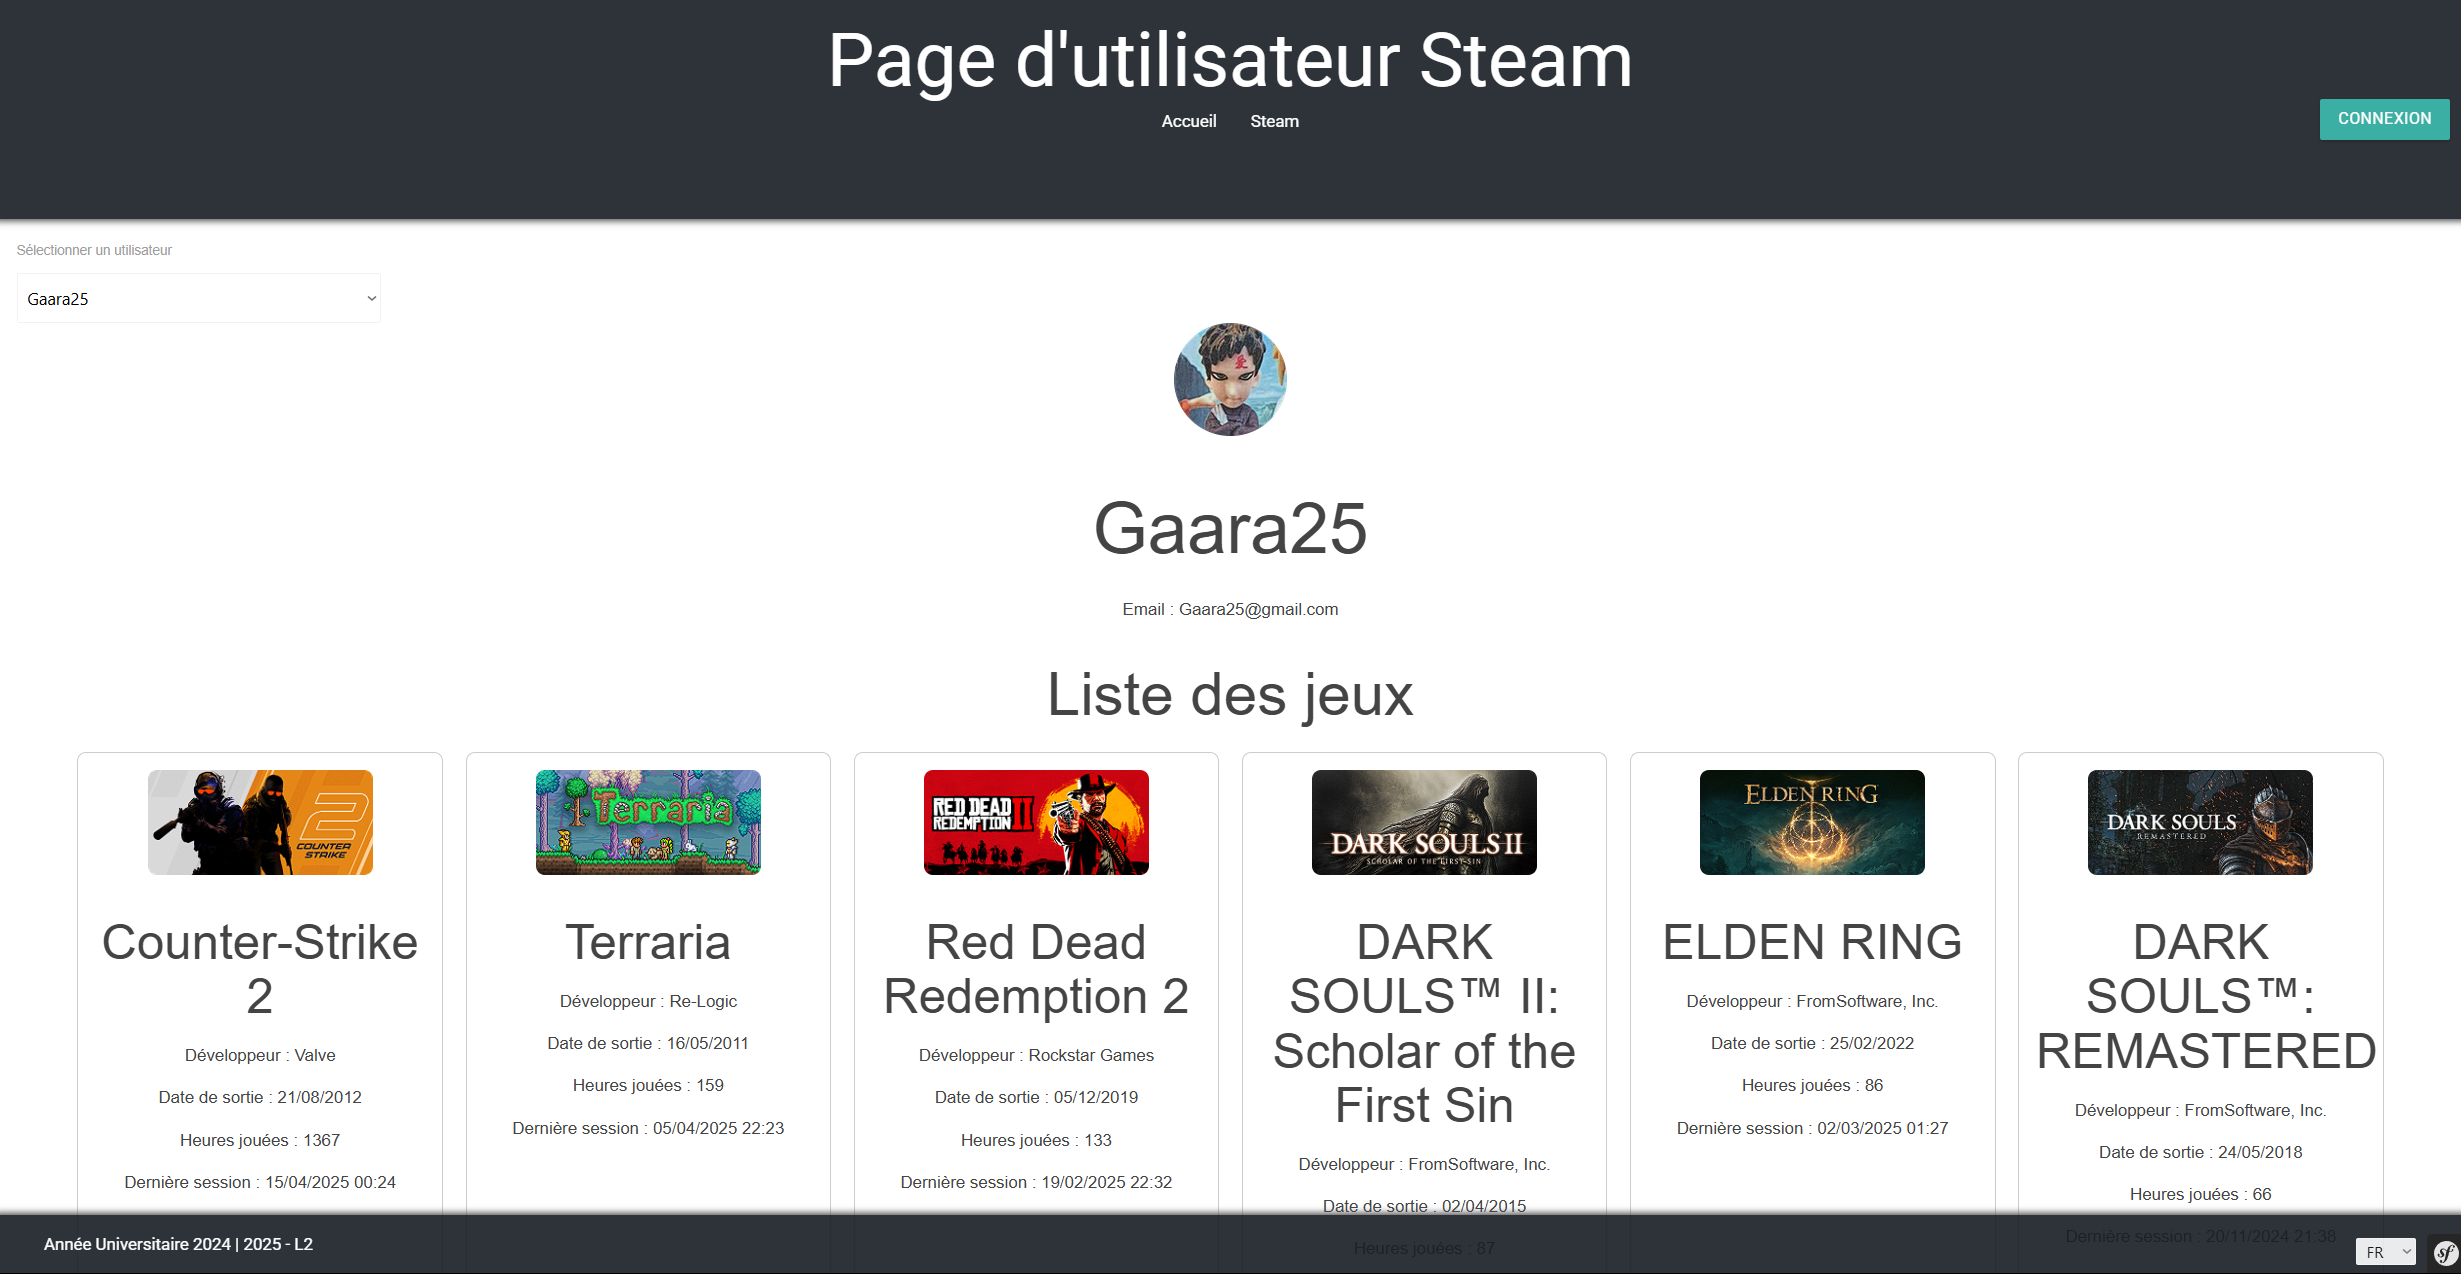 Page d'utilisateur Steam
Accueil Steam
CONNEXION
Sélectionner un utilisateur
Gaara25
愛
Gaara25
Email : Gaara25@gmail.com
Liste des jeux
2
COUNTER
STRIKE
Counter-Strike
2
Développeur : Valve
Date de sortie : 21/08/2012
Heures jouées : 1367
Dernière session : 15/04/2025 00:24
Terraria
Terraria
Développeur : Re-Logic
Date de sortie : 16/05/2011
Heures jouées : 159
Dernière session : 05/04/2025 22:23
RED DEAD
REDEMPTION II
Red Dead
Redemption 2
Développeur : Rockstar Games
Date de sortie : 05/12/2019
Heures jouées : 133
Dernière session : 19/02/2025 22:32
DARK SOULS II
SCHOLAR OF THE FIRST SIN
DARK
SOULS™ II:
Scholar of the
First Sin
Développeur : FromSoftware, Inc.
Date de sortie : 02/04/2015
Heures jouées : 87
ELDEN RING
ELDEN RING
Développeur : FromSoftware, Inc.
Date de sortie : 25/02/2022
Heures jouées : 86
Dernière session : 02/03/2025 01:27
DARK SOULS
REMASTERED
DARK
SOULS™:
REMASTERED
Développeur : FromSoftware, Inc.
Date de sortie : 24/05/2018
Heures jouées : 66
Dernière session : 20/11/2024 21:38
Année Universitaire 2024 | 2025 - L2
FR
sf